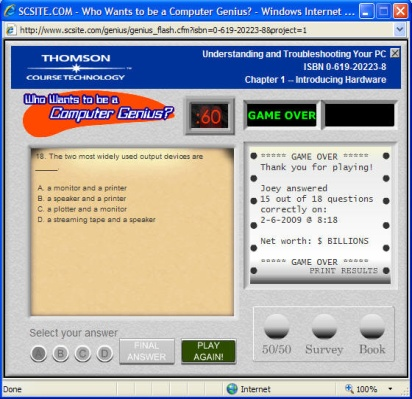 SCSITE.COM - Who Wants to be a Computer Genius? - Windows Internet ...
http://www.scsite.com/genius/genius_flash.cfm?isbn=0-619-20223-8&project=1
THOMSON
COURSE TECHNOLOGY
Understanding and Troubleshooting Your PC
ISBN 0-619-20223-8
Chapter 1 -- Introducing Hardware
Who Wants to be a
Computer Genius?
:60
GAME OVER
18. The two most widely used output devices are
_____.
A. a monitor and a printer
B. a speaker and a printer
C. a plotter and a monitor
D. a streaming tape and a speaker
===== GAME OVER =====
Thank you for playing!
Joey answered
15 out of 18 questions
correctly on:
2-6-2009 @ 8:18
Net worth: $ BILLIONS
===== GAME OVER =====
PRINT RESULTS
Select your answer
A B C D
FINAL ANSWER
PLAY AGAIN!
50/50 Survey Book
Done Internet 100%